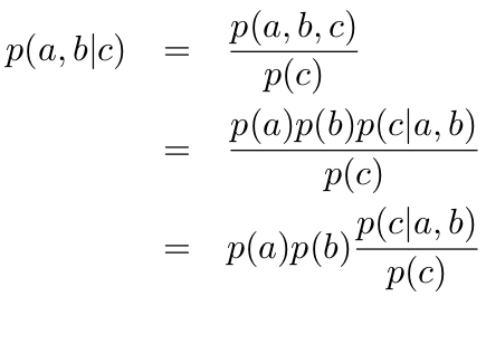 p(a, b|c) = p(a, b, c) / p(c)
= p(a)p(b)p(c|a, b) / p(c)
= p(a)p(b) p(c|a, b) / p(c)